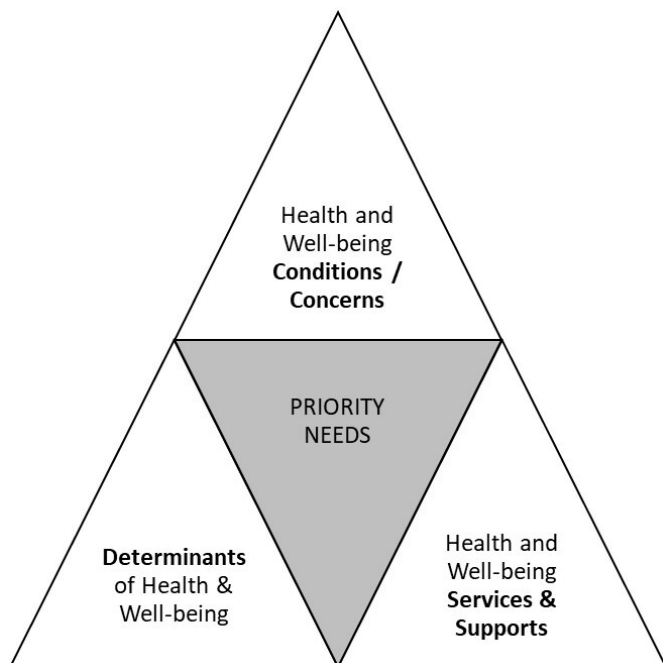 Health and
Well-being
Conditions /
Concerns
PRIORITY
NEEDS
Determinants
of Health &
Well-being
Health and
Well-being
Services &
Supports